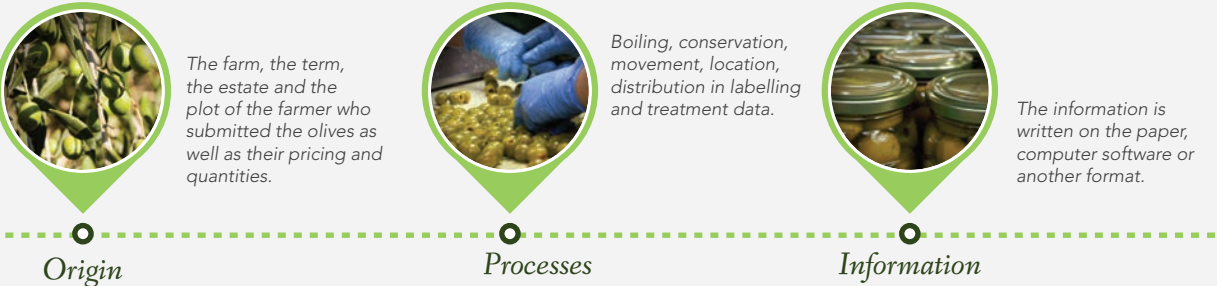 The farm, the term,
the estate and the
plot of the farmer who
submitted the olives as
well as their pricing and
quantities.
Origin
Boiling, conservation,
movement, location,
distribution in labelling
and treatment data.
Processes
The information is
written on the paper,
computer software or
another format.
Information